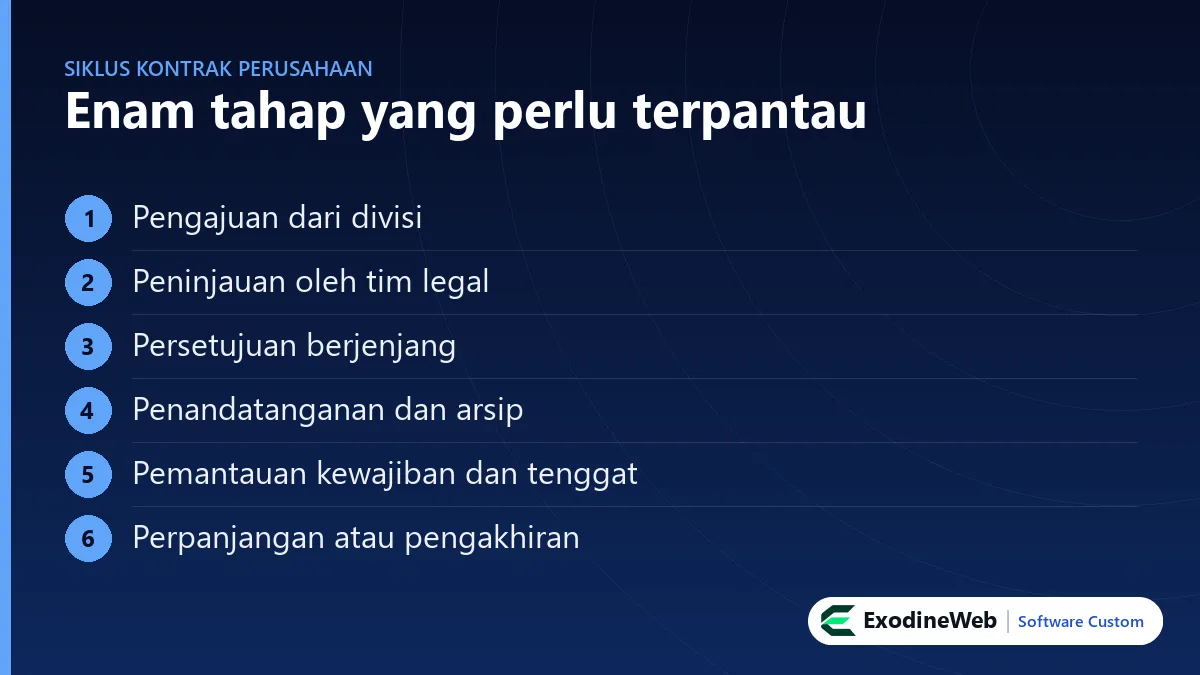 SIKLUS KONTRAK PERUSAHAAN
Enam tahap yang perlu terpantau
1 Pengajuan dari divisi
2 Peninjauan oleh tim legal
3 Persetujuan berjenjang
4 Penandatanganan dan arsip
5 Pemantauan kewajiban dan tenggat
6 Perpanjangan atau pengakhiran
ExodineWeb | Software Custom